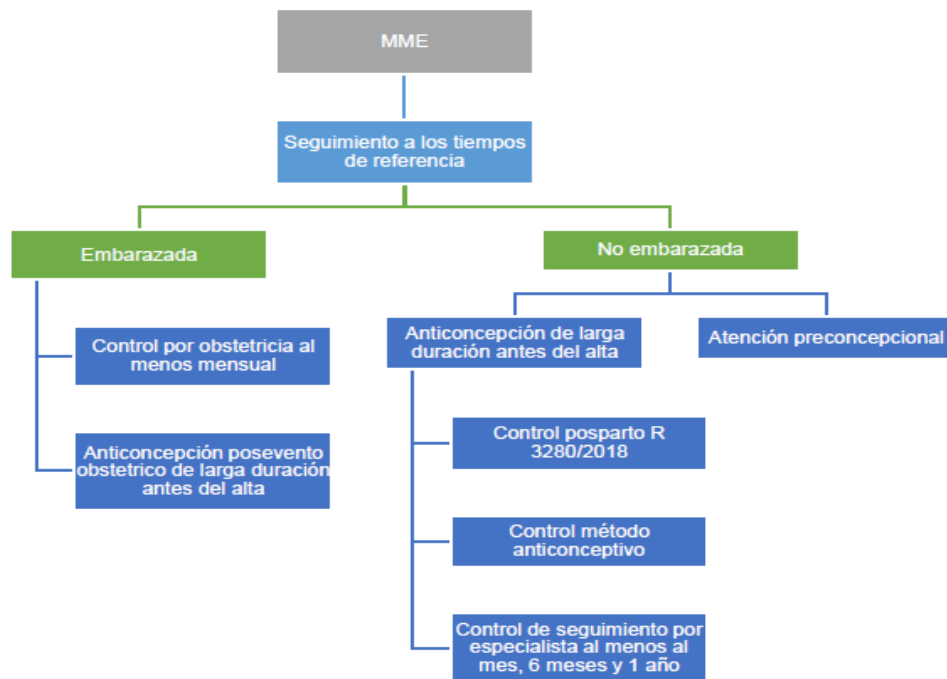 MME
Seguimiento a los tiempos
de referencia
Embarazada
No embarazada
Control por obstetricia al
menos mensual
Anticoncepción posevento
obstetrico de larga duración
antes del alta
Anticoncepción de larga
duración antes del alta
Atención preconcepcional
Control posparto R
3280/2018
Control método
anticonceptivo
Control de seguimiento por
especialista al menos al
mes, 6 meses y 1 año